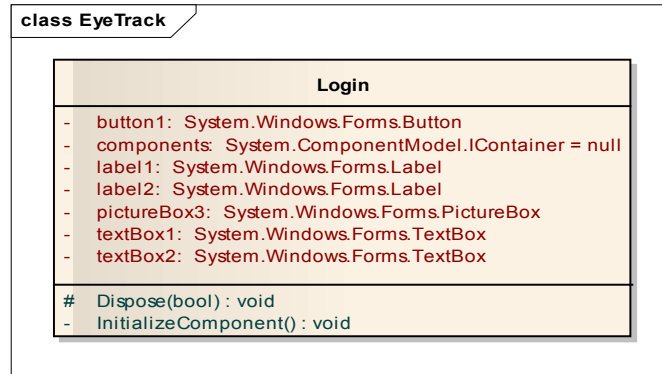 class EyeTrack
Login
- button1: System.Windows.Forms.Button
- components: System.ComponentModel.IContainer = null
- label1: System.Windows.Forms.Label
- label2: System.Windows.Forms.Label
- pictureBox3: System.Windows.Forms.PictureBox
- textBox1: System.Windows.Forms.TextBox
- textBox2: System.Windows.Forms.TextBox
# Dispose(bool) : void
- InitializeComponent() : void